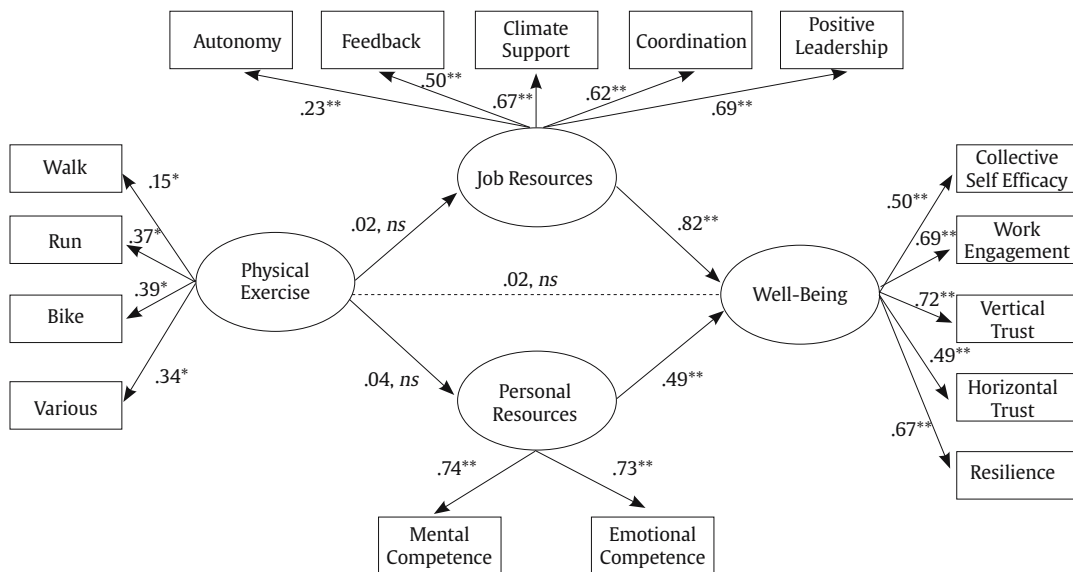 Autonomy
Feedback
Climate
Support
Coordination
Positive
Leadership
.23**
.50**
.67**
.62**
.69**
Walk
Run
Bike
Various
.15*
.37*
.39*
.34*
Physical
Exercise
.02, ns
Job Resources
.82**
.02, ns
Well-Being
.04, ns
Personal
Resources
.49**
.74**
.73**
Mental
Competence
Emotional
Competence
.50**
.69**
.72**
.49**
.67**
Collective
Self Efficacy
Work
Engagement
Vertical
Trust
Horizontal
Trust
Resilience